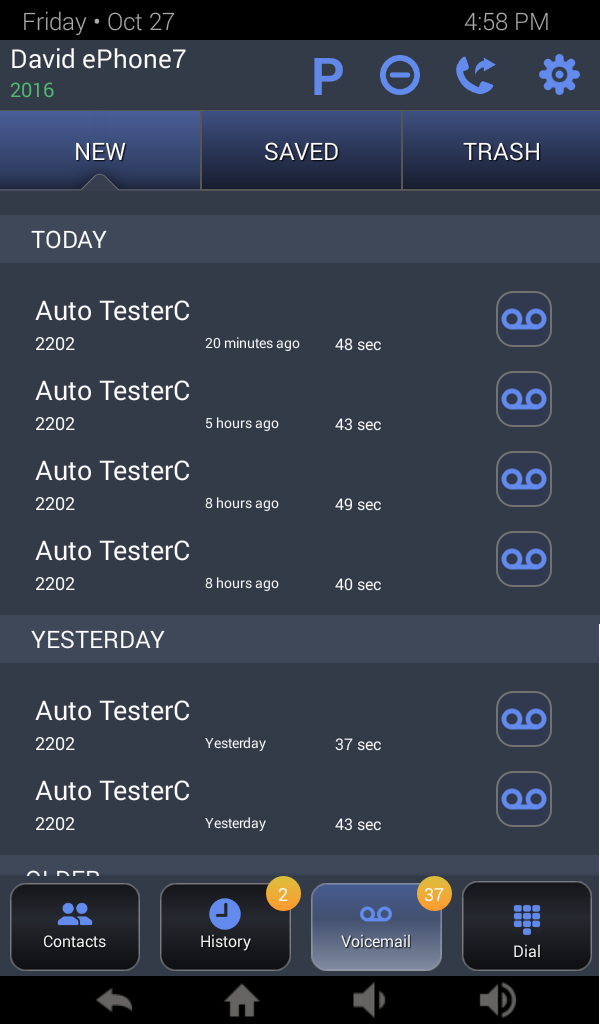 Friday • Oct 27 4:58 PM
David ePhone7
2016
P
NEW SAVED TRASH
TODAY
Auto TesterC
2202 20 minutes ago 48 sec
Auto TesterC
2202 5 hours ago 43 sec
Auto TesterC
2202 8 hours ago 49 sec
Auto TesterC
2202 8 hours ago 40 sec
YESTERDAY
Auto TesterC
2202 Yesterday 37 sec
Auto TesterC
2202 Yesterday 43 sec
OLDER
2 37
Contacts History Voicemail Dial